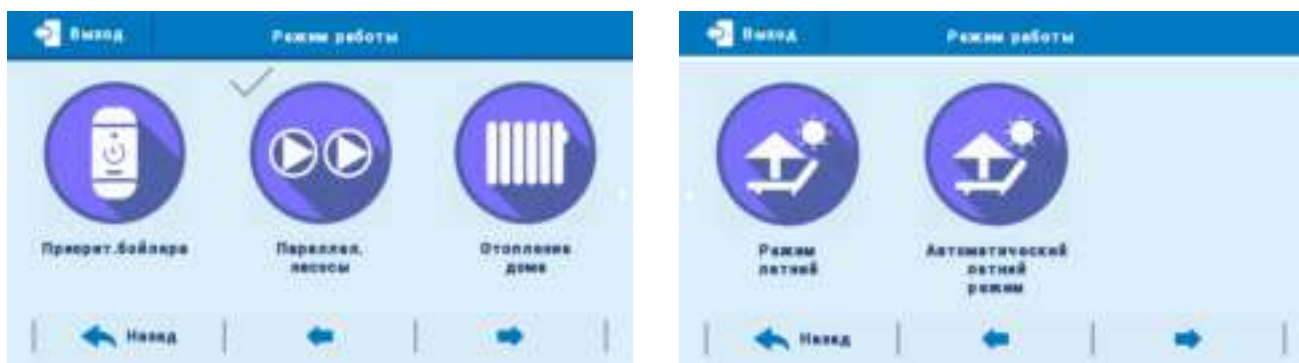 Выход
Режим работы
Приорит.бойлера
Параллел.
насосы
Отопление
дома
Назад
Выход
Режим работы
Режим
летний
Автоматический
летний
режим
Назад